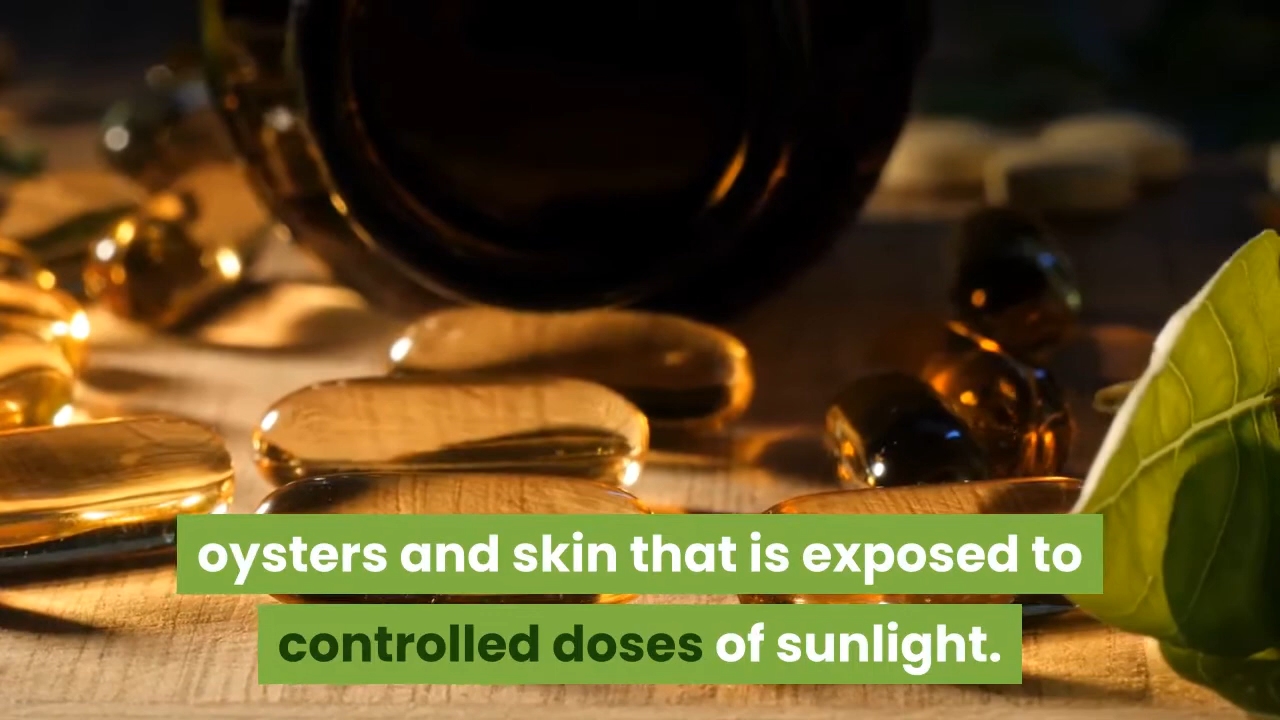 oysters and skin that is exposed to
controlled doses of sunlight.